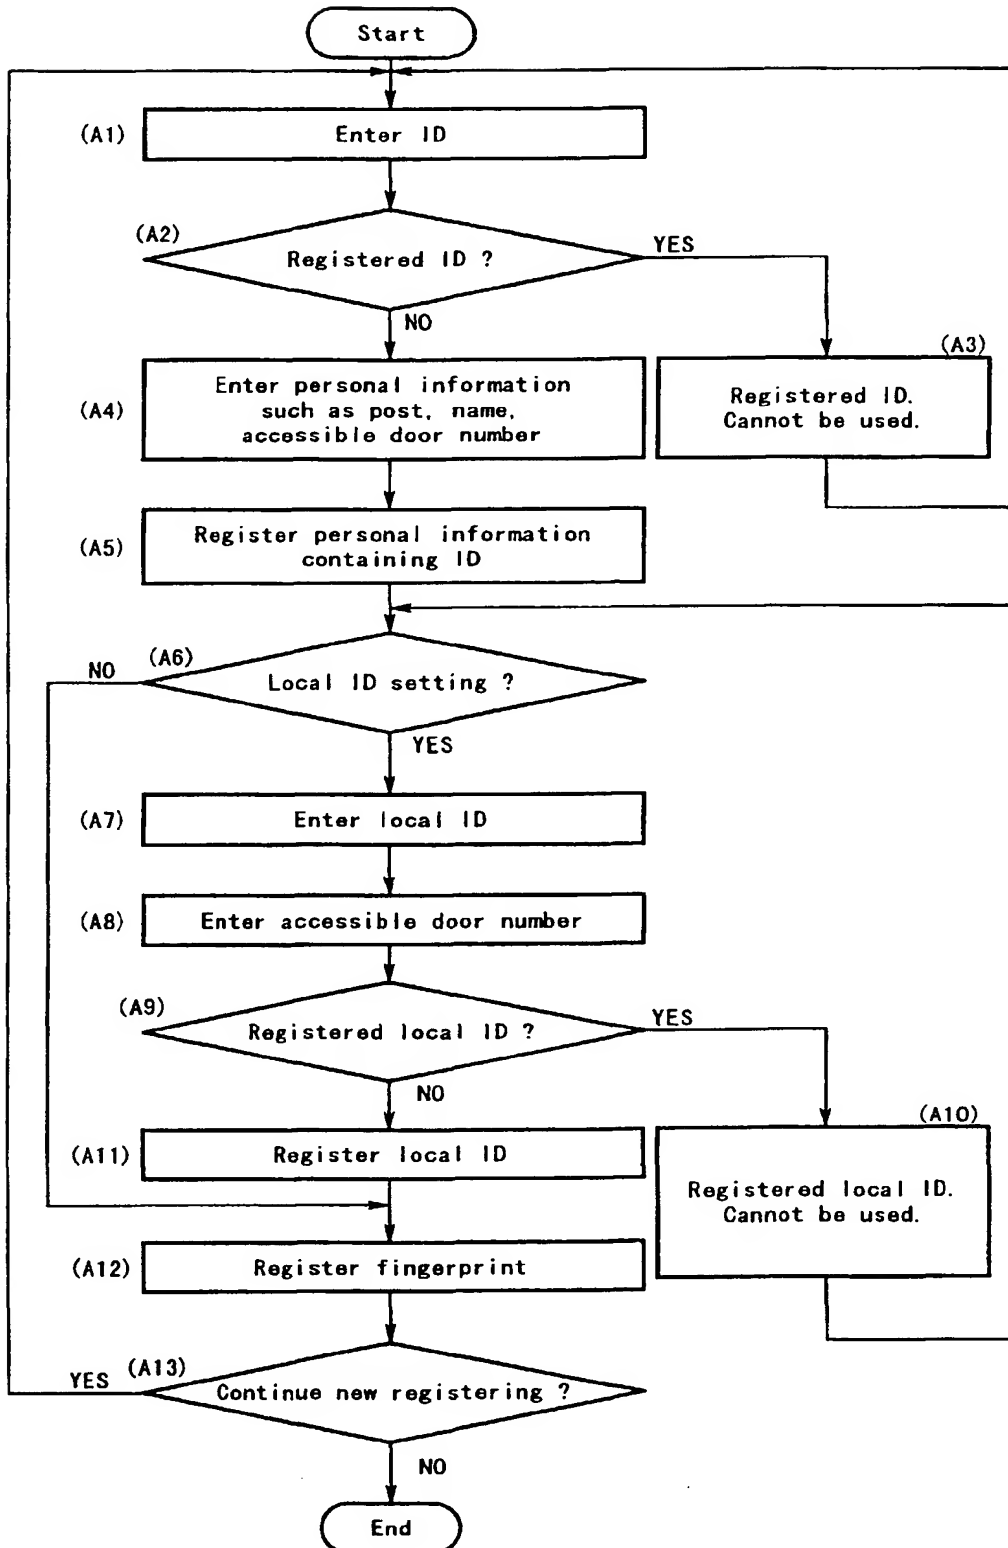 Start
(A1)
Enter ID
(A2)
Registered ID ?
YES
NO
(A3)
Registered ID.
Cannot be used.
(A4)
Enter personal information
such as post, name,
accessible door number
(A5)
Register personal information
containing ID
(A6)
NO
Local ID setting ?
YES
(A7)
Enter local ID
(A8)
Enter accessible door number
(A9)
Registered local ID ?
YES
NO
(A10)
Registered local ID.
Cannot be used.
(A11)
Register local ID
(A12)
Register fingerprint
(A13)
YES
Continue new registering ?
NO
End